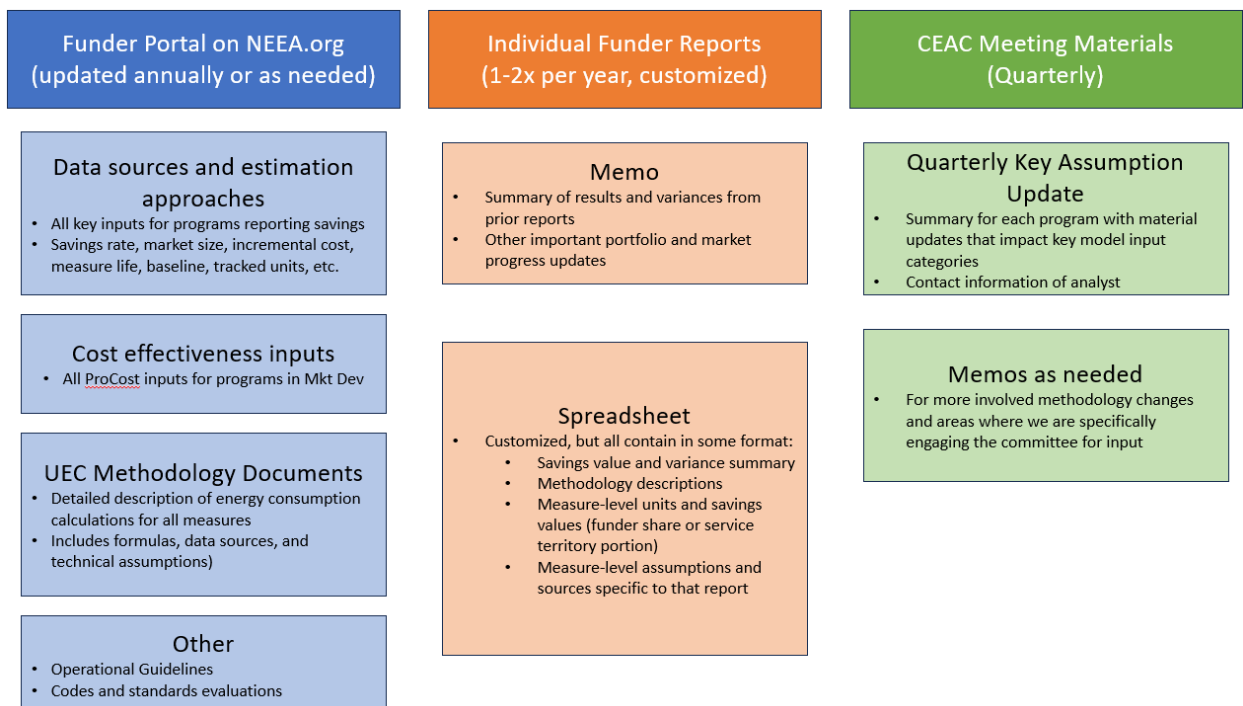 Funder Portal on NEEA.org
(updated annually or as needed)
Data sources and estimation
approaches
• All key inputs for programs reporting savings
• Savings rate, market size, incremental cost,
measure life, baseline, tracked units, etc.
Cost effectiveness inputs
• All ProCost inputs for programs in Mkt Dev
UEC Methodology Documents
• Detailed description of energy consumption
calculations for all measures
• Includes formulas, data sources, and
technical assumptions)
Other
• Operational Guidelines
• Codes and standards evaluations
Individual Funder Reports
(1-2x per year, customized)
Memo
• Summary of results and variances from
prior reports
• Other important portfolio and market
progress updates
Spreadsheet
• Customized, but all contain in some format:
• Savings value and variance summary
• Methodology descriptions
• Measure-level units and savings
values (funder share or service
territory portion)
• Measure-level assumptions and
sources specific to that report
CEAC Meeting Materials
(Quarterly)
Quarterly Key Assumption
Update
• Summary for each program with material
updates that impact key model input
categories
• Contact information of analyst
Memos as needed
• For more involved methodology changes
and areas where we are specifically
engaging the committee for input